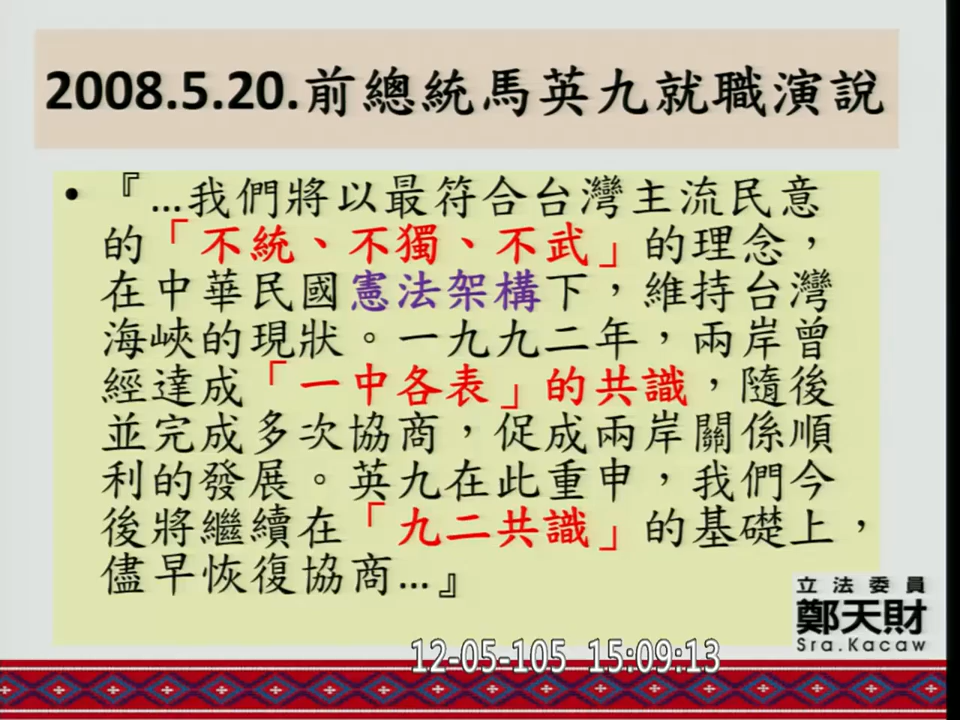 2008.5.20.前總統馬英九就職演說
• 『…我們將以最符合台灣主流民意
的「不統、不獨、不武」的理念，
在中華民國憲法架構下，維持台灣
海峽的現狀。一九九二年，兩岸曾
經達成「一中各表」的共識，隨後
並完成多次協商，促成兩岸關係順
利的發展。英九在此重申，我們今
後將繼續在「九二共識」的基礎上，
儘早恢復協商…』
立法委員
鄭天財
Sra.Kacaw
12-05-105 15:09:13